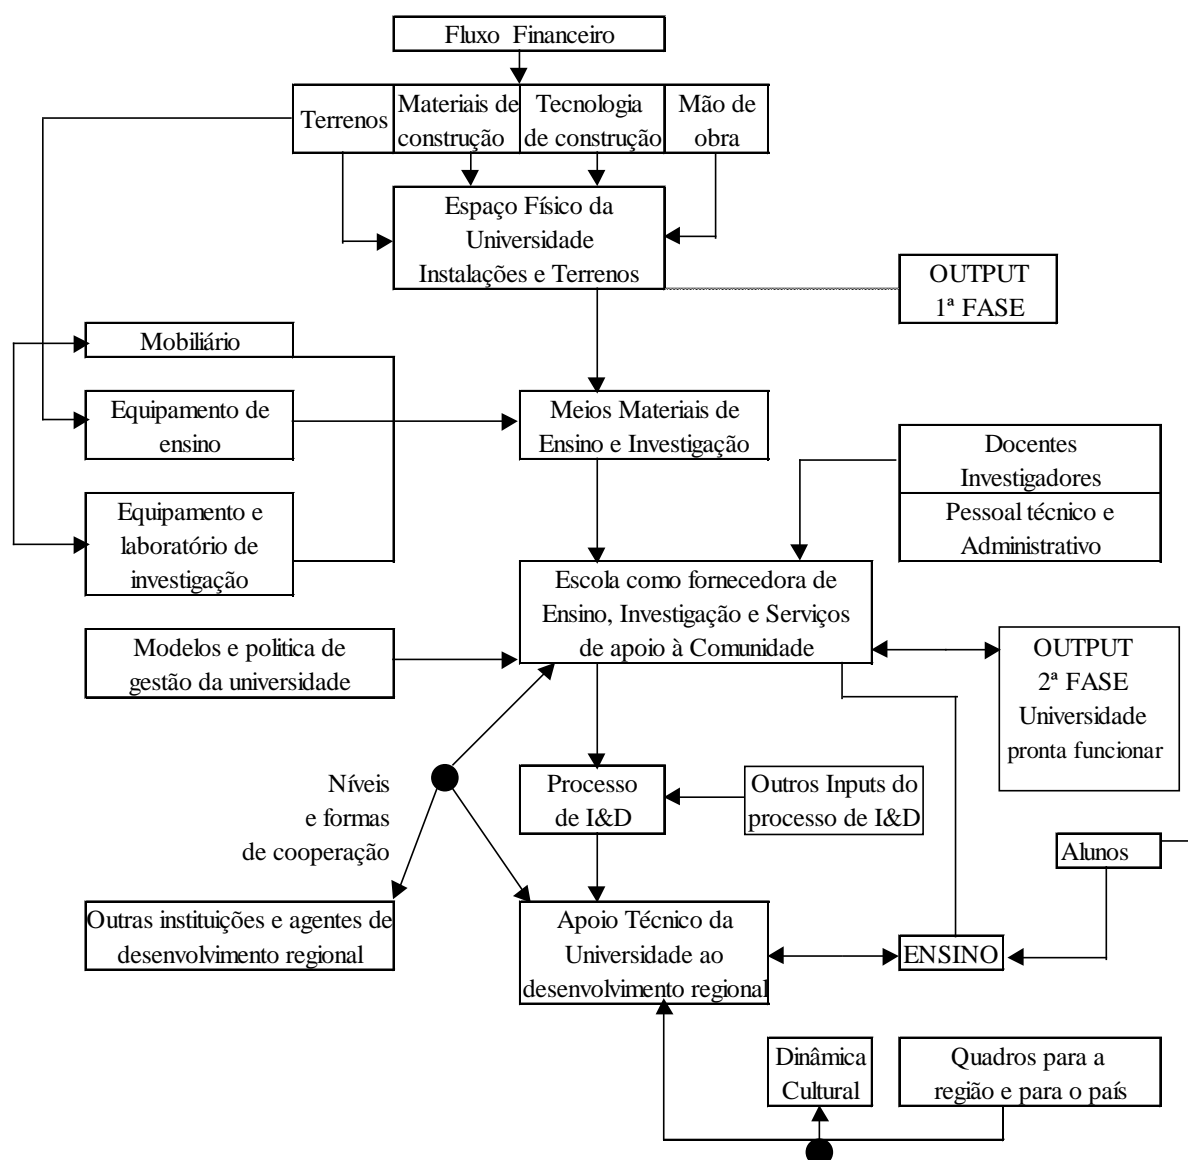 Fluxo Financeiro
Terrenos
Materiais de
construção
Tecnologia
de construção
Mão de
obra
Espaço Físico da
Universidade
Instalações e Terrenos
OUTPUT
1ª FASE
Mobiliário
Equipamento de
ensino
Meios Materiais de
Ensino e Investigação
Docentes
Investigadores
Pessoal técnico e
Administrativo
Equipamento e
laboratório de
investigação
Escola como fornecedora de
Ensino, Investigação e Serviços
de apoio à Comunidade
Modelos e politica de
gestão da universidade
OUTPUT
2ª FASE
Universidade
pronta funcionar
Níveis
e formas
de cooperação
Processo
de I&D
Outros Inputs do
processo de I&D
Alunos
Outras instituições e agentes de
desenvolvimento regional
Apoio Técnico da
Universidade ao
desenvolvimento regional
ENSINO
Dinâmica
Cultural
Quadros para a
região e para o país